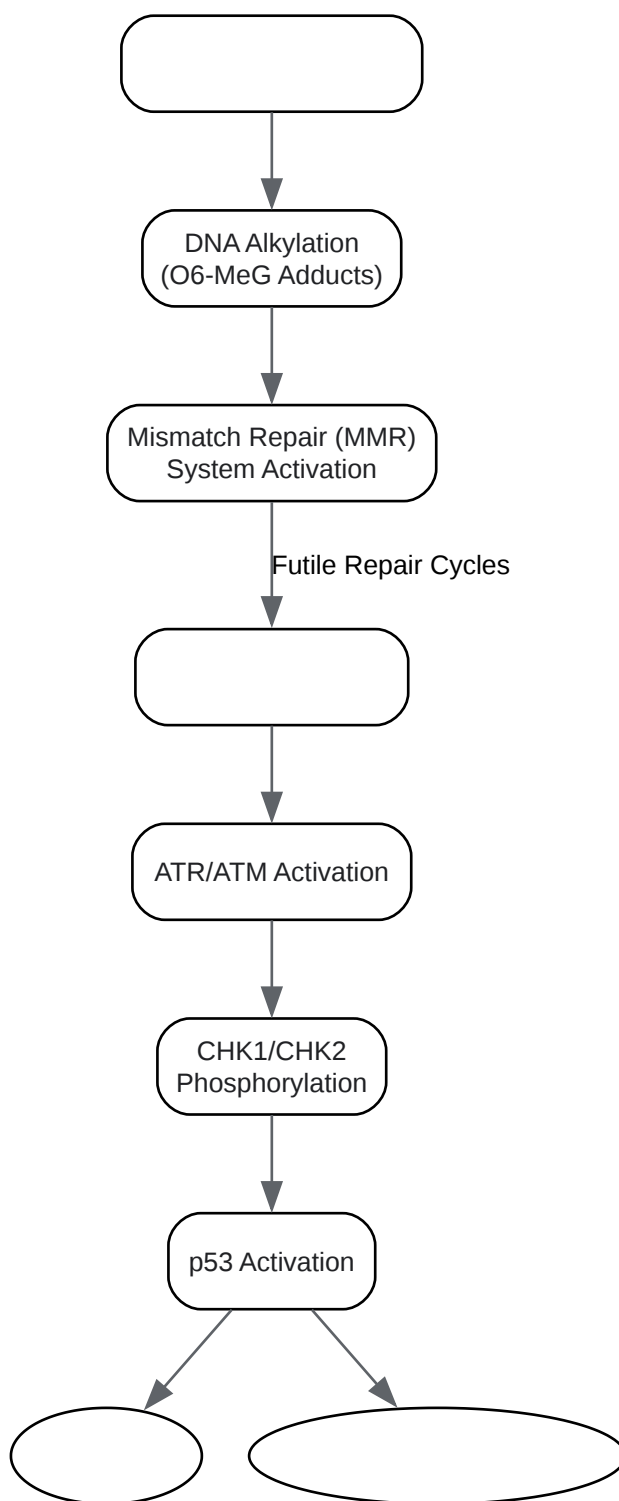 DNA Alkylation
(O6-MeG Adducts)
Mismatch Repair (MMR)
System Activation
Futile Repair Cycles
ATR/ATM Activation
CHK1/CHK2
Phosphorylation
p53 Activation